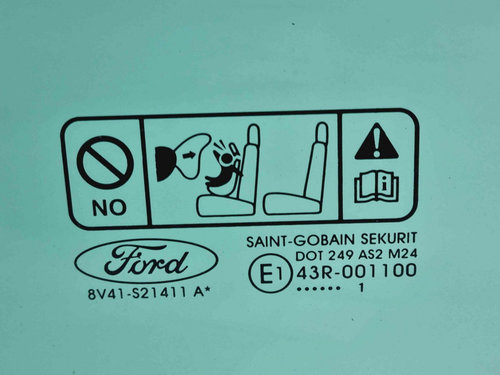 NO
Ford
8V41-S21411 A*
SAINT-GOBAIN SEKURIT
DOT 249 AS2 M24
E1 43R-001100
...... 1